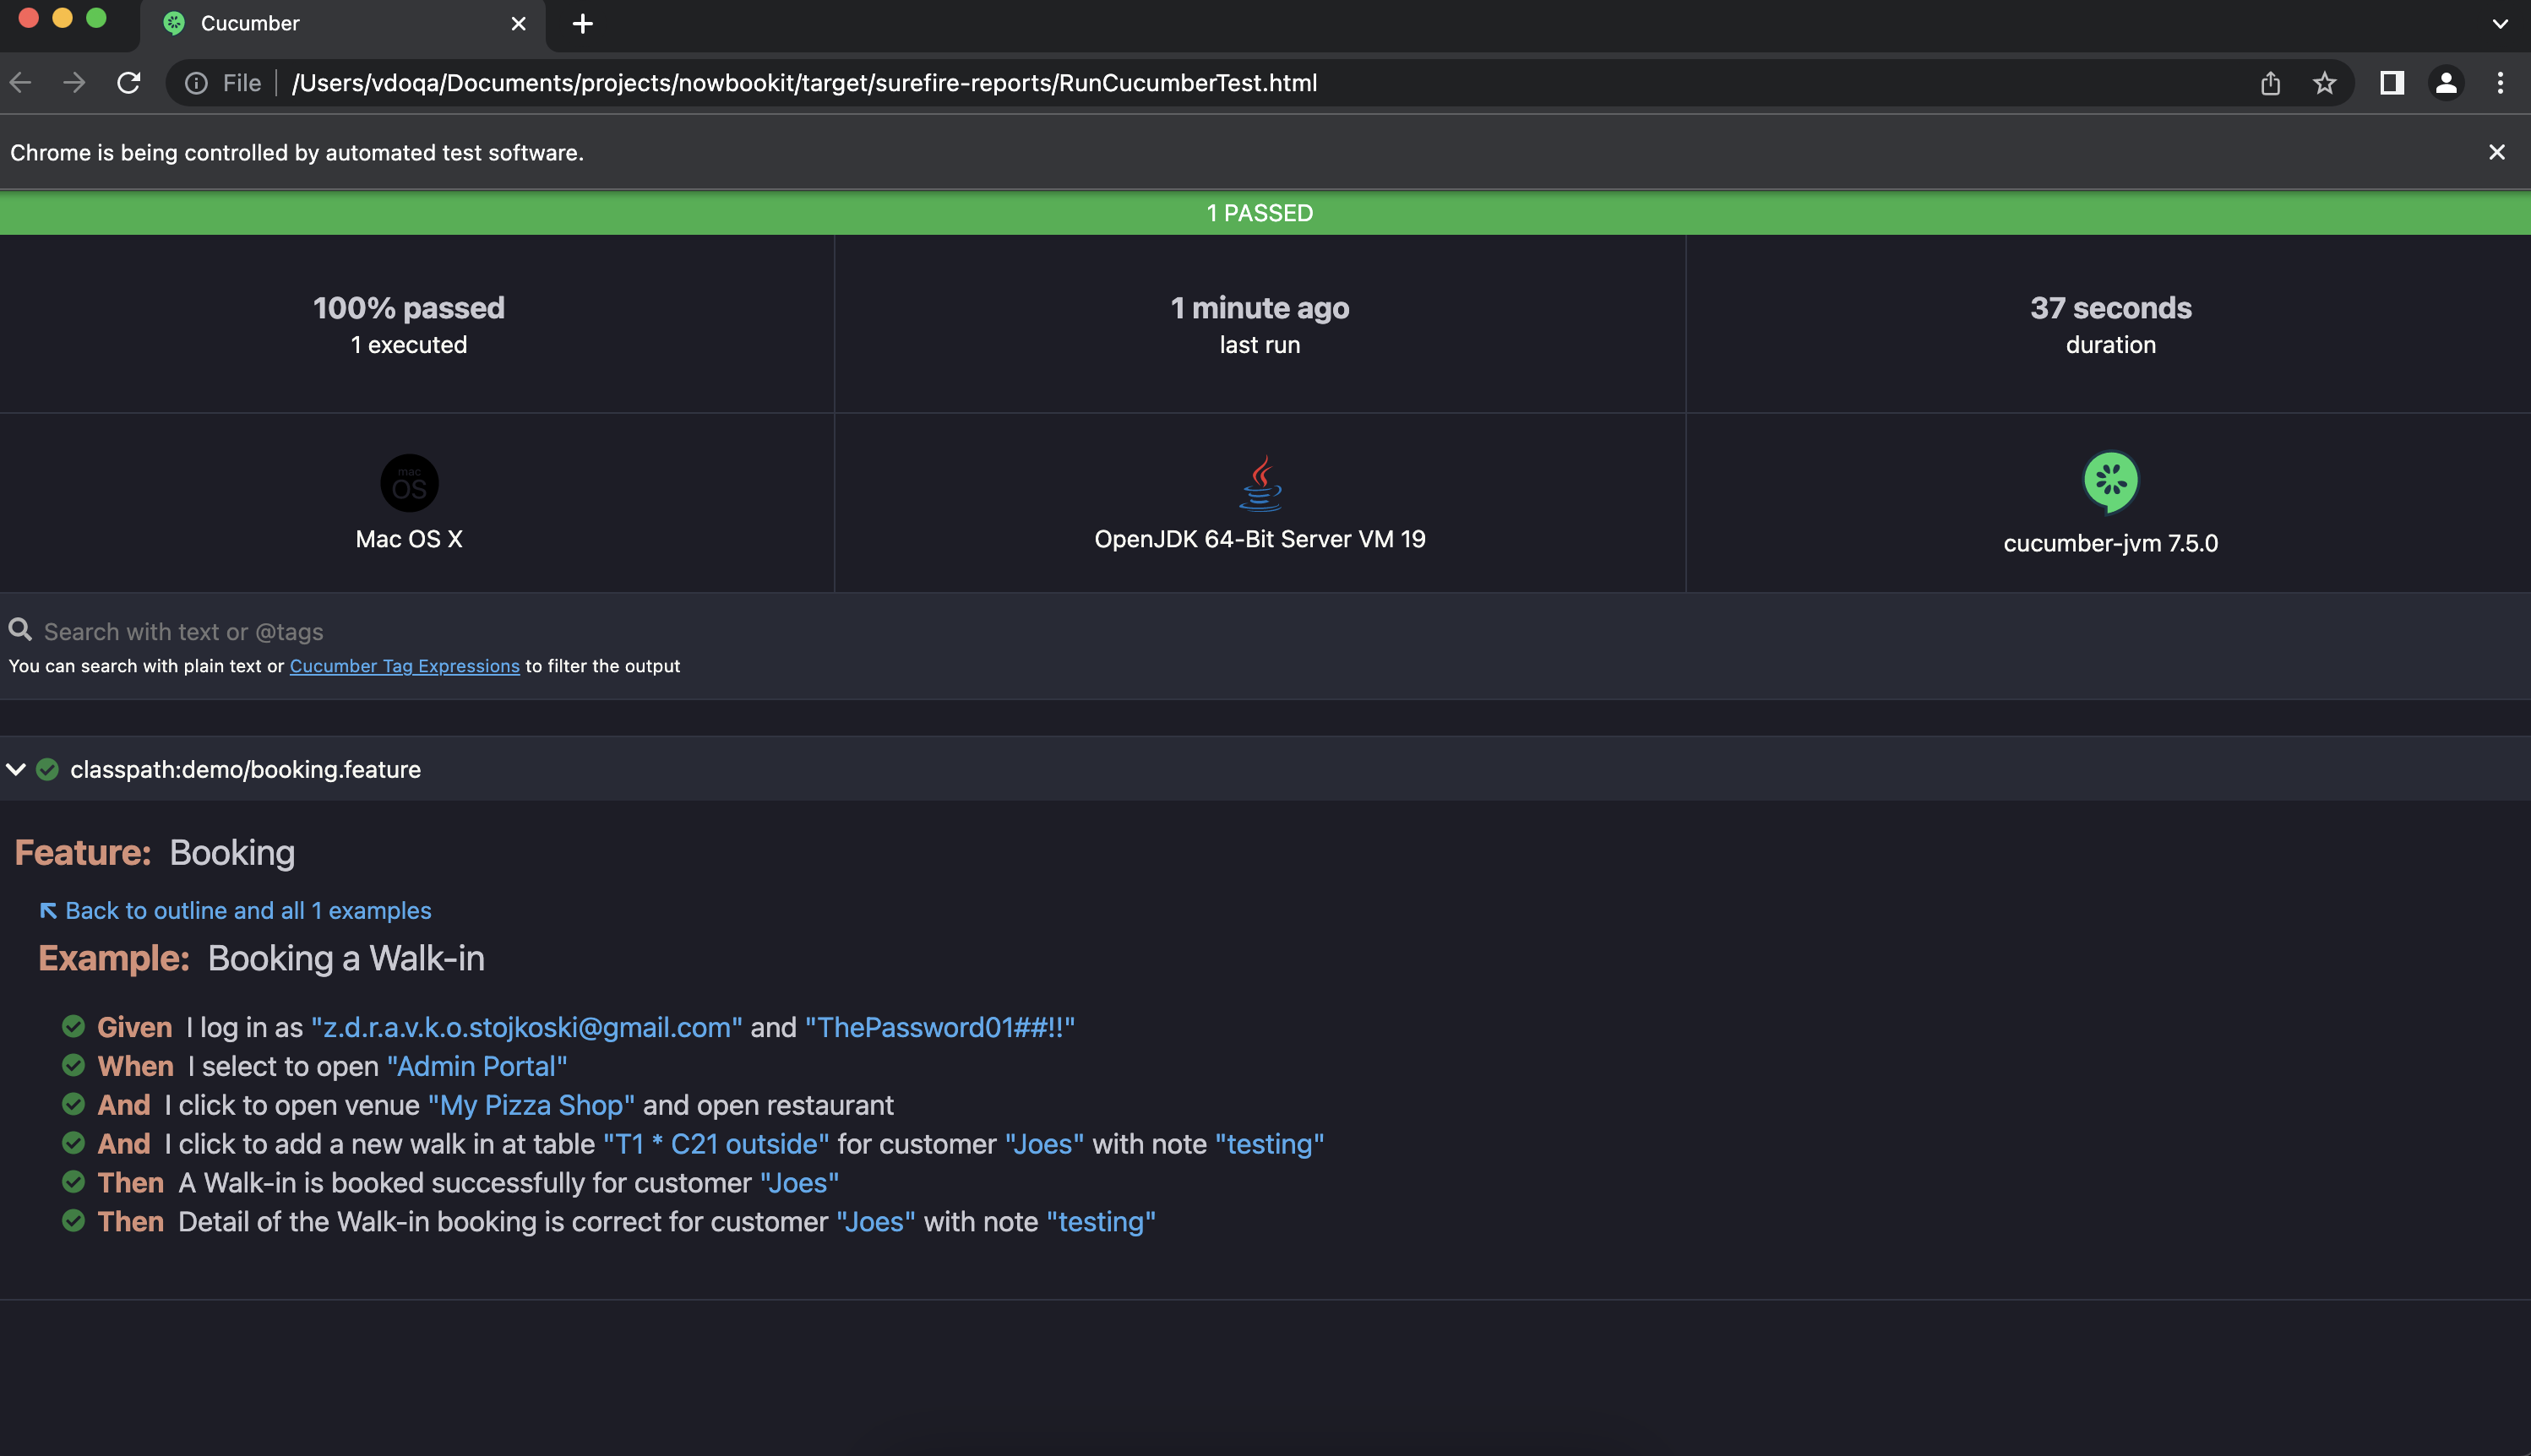 Cucumber
File /Users/vdoqa/Documents/projects/nowbookit/target/surefire-reports/RunCucumberTest.html
Chrome is being controlled by automated test software.
1 PASSED
100% passed
1 executed
1 minute ago
last run
37 seconds
duration
mac
OS
Mac OS X
OpenJDK 64-Bit Server VM 19
cucumber-jvm 7.5.0
Search with text or @tags
You can search with plain text or Cucumber Tag Expressions to filter the output
classpath:demo/booking.feature
Feature: Booking
Back to outline and all 1 examples
Example: Booking a Walk-in
Given I log in as "z.d.r.a.v.k.o.stojkoski@gmail.com" and "ThePassword01##!!"
When I select to open "Admin Portal"
And I click to open venue "My Pizza Shop" and open restaurant
And I click to add a new walk in at table "T1 * C21 outside" for customer "Joes" with note "testing"
Then A Walk-in is booked successfully for customer "Joes"
Then Detail of the Walk-in booking is correct for customer "Joes" with note "testing"